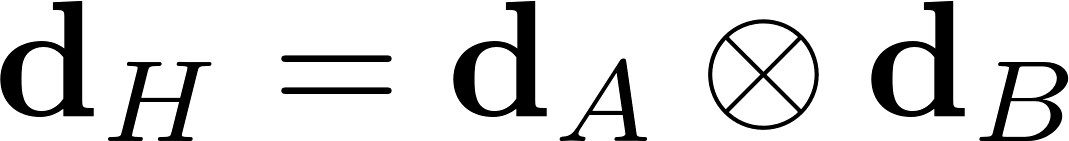 𝐝_H = 𝐝_A ⊗ 𝐝_B